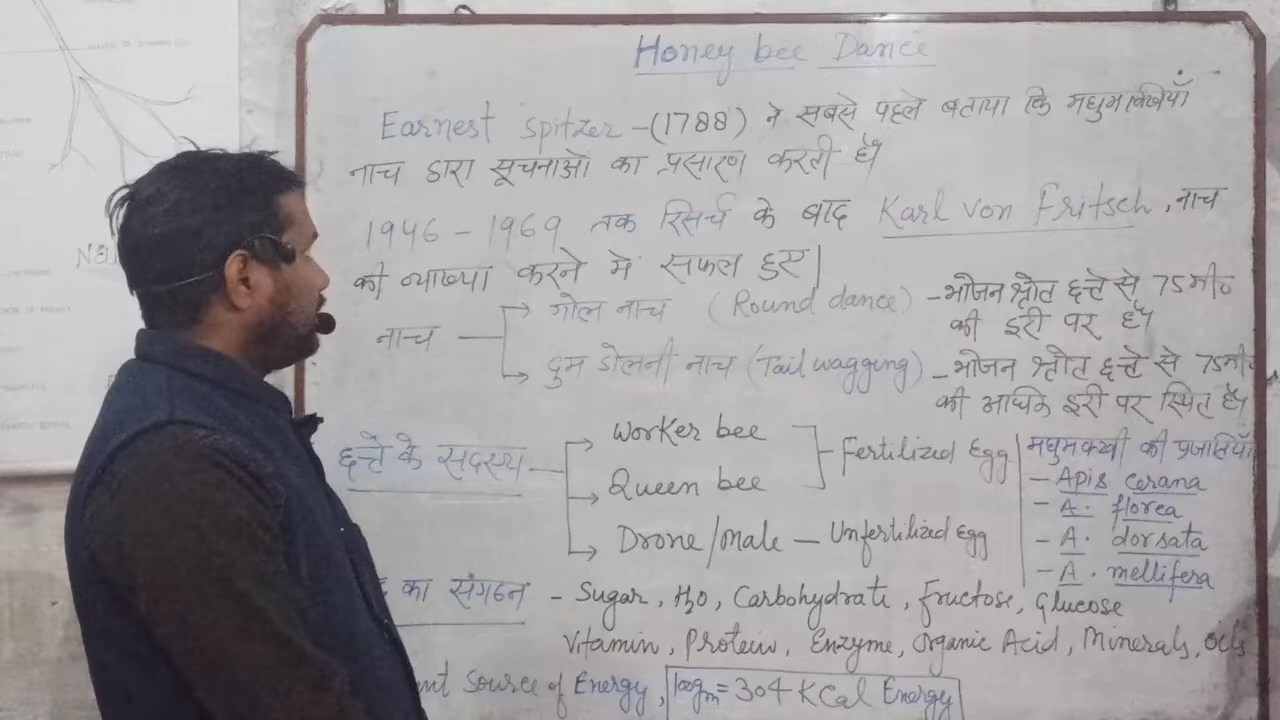 Honey bee Dance
Earnest Spitzer - (1788) ने सबसे पहले बताया कि मधुमक्खियाँ
नाच द्वारा सूचनाओ का प्रसारण करती है
1946 - 1969 तक रिसर्च के बाद Karl Von Fritsch, नाच
की व्याख्या करने मे सफल हुए|
नाच
गोल नाच (Round dance) - भोजन श्रोत छत्ते से 75मी०
की दूरी पर है
दुम डोलनी नाच (Tail wagging) - भोजन श्रोत छत्ते से 75मी०
की अधिक दूरी पर स्थित है
छत्ते के सदस्य
Worker bee
Queen bee
Fertilized Egg
Drone/male - Unfertilized Egg
मधुमक्खी की प्रजातियाँ
- Apis cerana
- A. florea
- A. dorsata
- A. mellifera
का संगठन - Sugar, H2O, Carbohydrate, Fructose, Glucose
Vitamin, Protein, Enzyme, Organic Acid, Minerals, Oils
Source of Energy, 100gm = 304 KCal Energy